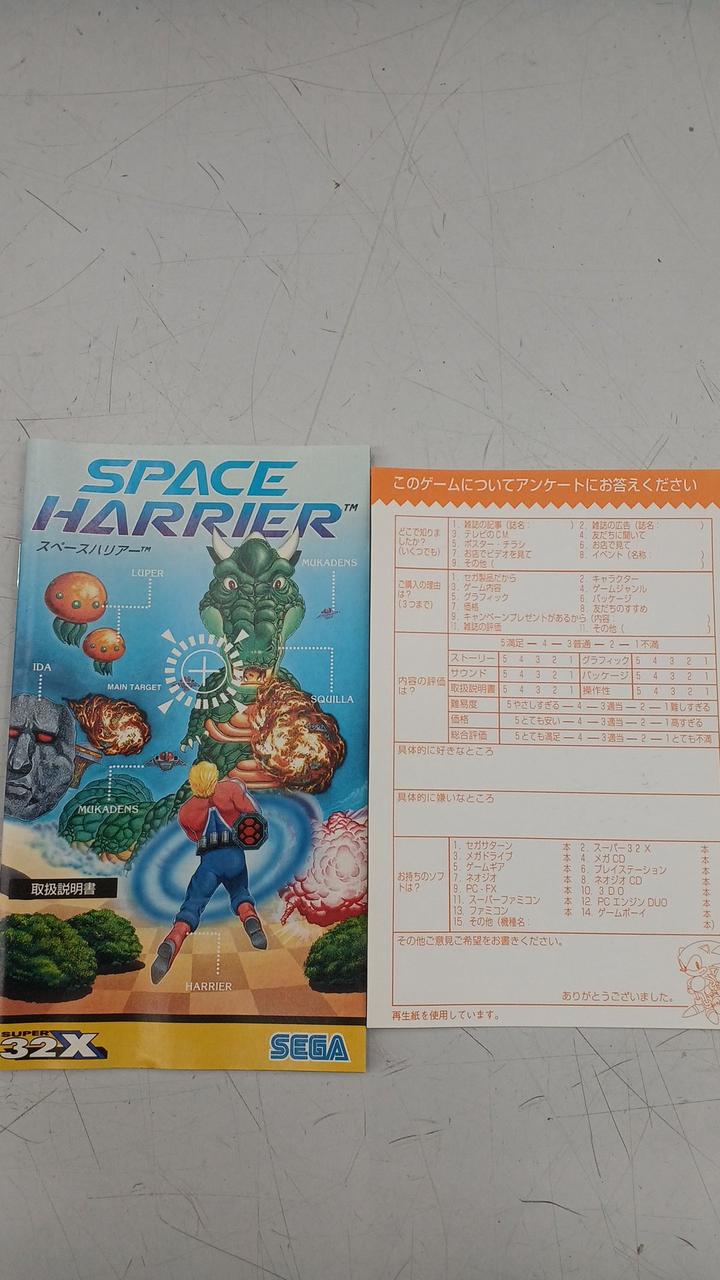 SPACE
HARRIER™
スペースハリアー™
LUPER
MUKADENS
IDA
MAIN TARGET
SQUILLA
MUKADENS
取扱説明書
HARRIER
SUPER
32X
SEGA
このゲームについてアンケートにお答えください
どこで知りましたか？（いくつでも）
1. 雑誌の記事（誌名： ） 2. 雑誌の広告（誌名：
3. テレビのCM 4. 友だちに聞いて
5. ポスター・チラシ 6. お店で見て
7. お店でビデオを見て 8. イベント（名称：
9. その他（ ）
ご購入の理由は？（3つまで）
1. セガ製品だから 2. キャラクター
3. ゲーム内容 4. ゲームジャンル
5. グラフィック 6. パッケージ
7. 価格 8. 友だちのすすめ
9. キャンペーンプレゼントがあるから（内容： ）
10. 雑誌の評価 11. その他（
内容の評価は？
5満足 — 4 — 3普通 — 2 — 1不満
ストーリー 5 4 3 2 1 グラフィック 5 4 3 2 1
サウンド 5 4 3 2 1 パッケージ 5 4 3 2 1
取扱説明書 5 4 3 2 1 操作性 5 4 3 2 1
難易度 5やさしすぎる — 4 — 3適当 — 2 — 1難しすぎる
価格 5とても安い — 4 — 3適当 — 2 — 1高すぎる
総合評価 5とても満足 — 4 — 3適当 — 2 — 1とても不満
具体的に好きなところ
具体的に嫌いなところ
お持ちのソフトは？
1. セガサターン 本 2. スーパー32X 本
3. メガドライブ 本 4. メガCD 本
5. ゲームギア 本 6. プレイステーション 本
7. ネオジオ 本 8. ネオジオCD 本
9. PC-FX 本 10. 3DO 本
11. スーパーファミコン 本 12. PCエンジンDUO 本
13. ファミコン 本 14. ゲームボーイ 本
15. その他（機種名： 本）
その他ご意見ご希望をお書きください。
ありがとうございました。
再生紙を使用しています。